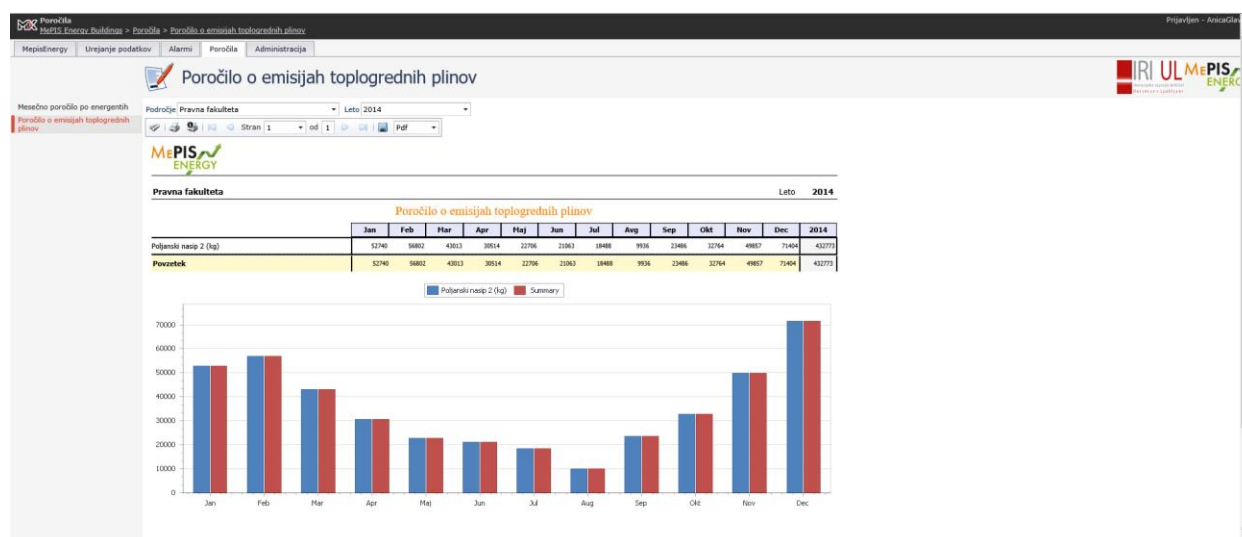 Poročila
MePIS Energy Buildings > Poročila > Poročilo o emisijah toplogrednih plinov
Prijavljen - AnicaGlav
MepisEnergy Urejanje podatkov Alarmi Poročila Administracija
Poročilo o emisijah toplogrednih plinov
IRI UL MEPIS
ENERG
Mesečno poročilo po energentih
Poročilo o emisijah toplogrednih
plinov
Področje Pravna fakulteta Leto 2014
Stran 1 od 1 Pdf
MEPIS
ENERGY
Pravna fakulteta Leto 2014
Poročilo o emisijah toplogrednih plinov
Jan Feb Mar Apr Maj Jun Jul Avg Sep Okt Nov Dec 2014
Poljanski nasip 2 (kg) 52740 56802 43013 30514 22706 21063 18488 9936 23486 32764 49857 71404 432773
Povzetek 52740 56802 43013 30514 22706 21063 18488 9936 23486 32764 49857 71404 432773
Poljanski nasip 2 (kg) Summary
70000
60000
50000
40000
30000
20000
10000
0
Jan Feb Mar Apr Maj Jun Jul Aug Sep Okt Nov Dec